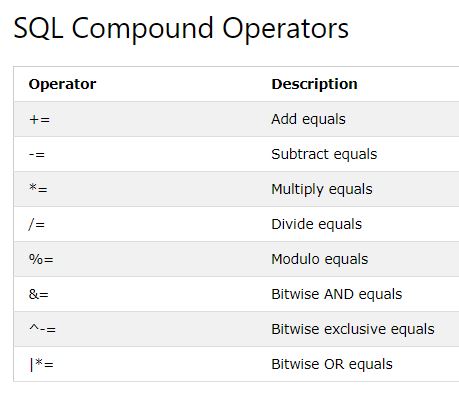 SQL Compound Operators
Operator Description
+= Add equals
-= Subtract equals
*= Multiply equals
/= Divide equals
%= Modulo equals
&= Bitwise AND equals
^-= Bitwise exclusive equals
|*= Bitwise OR equals